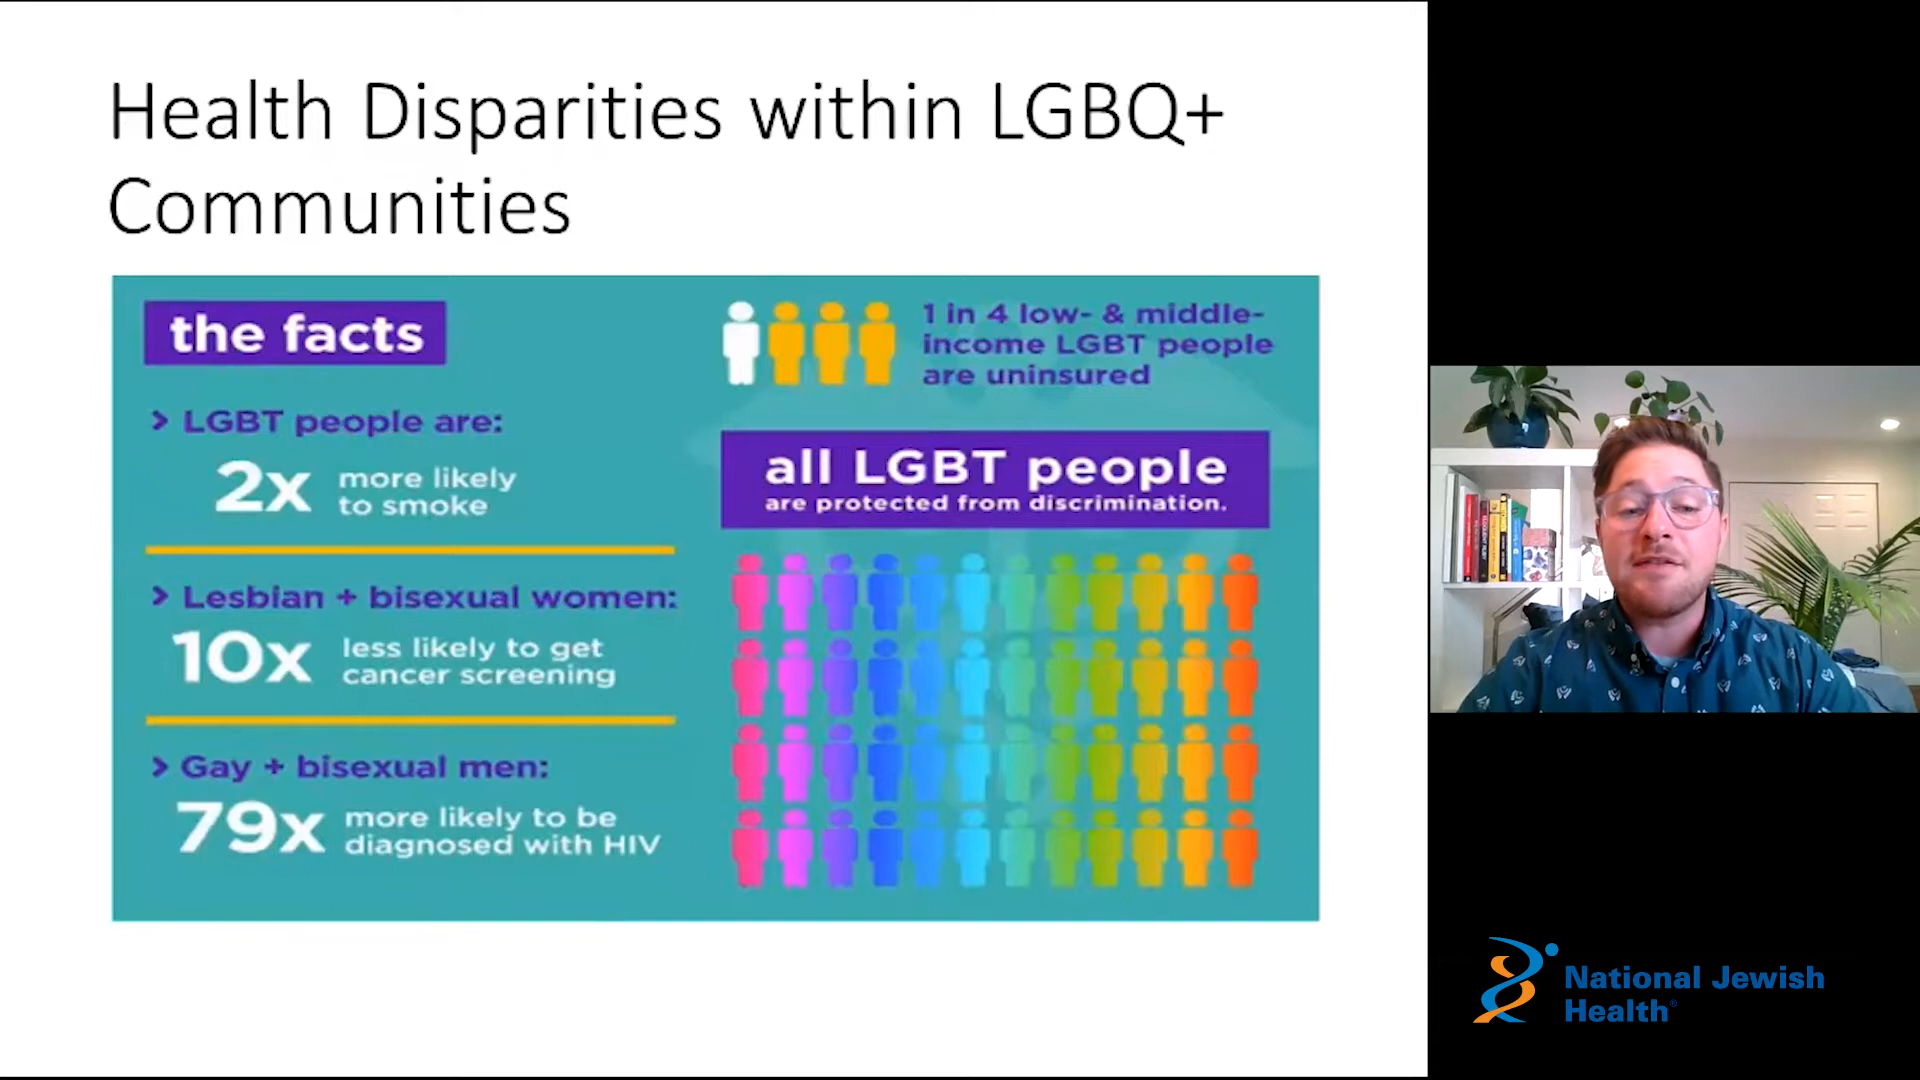 Health Disparities within LGBQ+
Communities
the facts
> LGBT people are:
2x more likely
to smoke
> Lesbian + bisexual women:
10x less likely to get
cancer screening
> Gay + bisexual men:
79x more likely to be
diagnosed with HIV
1 in 4 low- & middle-
income LGBT people
are uninsured
all LGBT people
are protected from discrimination.
National Jewish
Health®